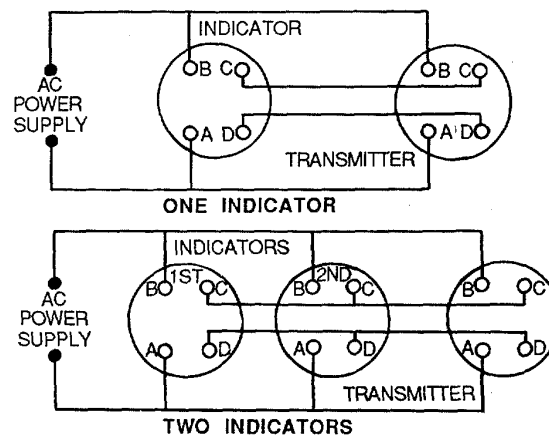 INDICATOR
B C
B C
AC
POWER
SUPPLY
A D
A D
TRANSMITTER
ONE INDICATOR
INDICATORS
1ST 2ND
B C
B C
B C
AC
POWER
SUPPLY
A D
A D
A D
TRANSMITTER
TWO INDICATORS